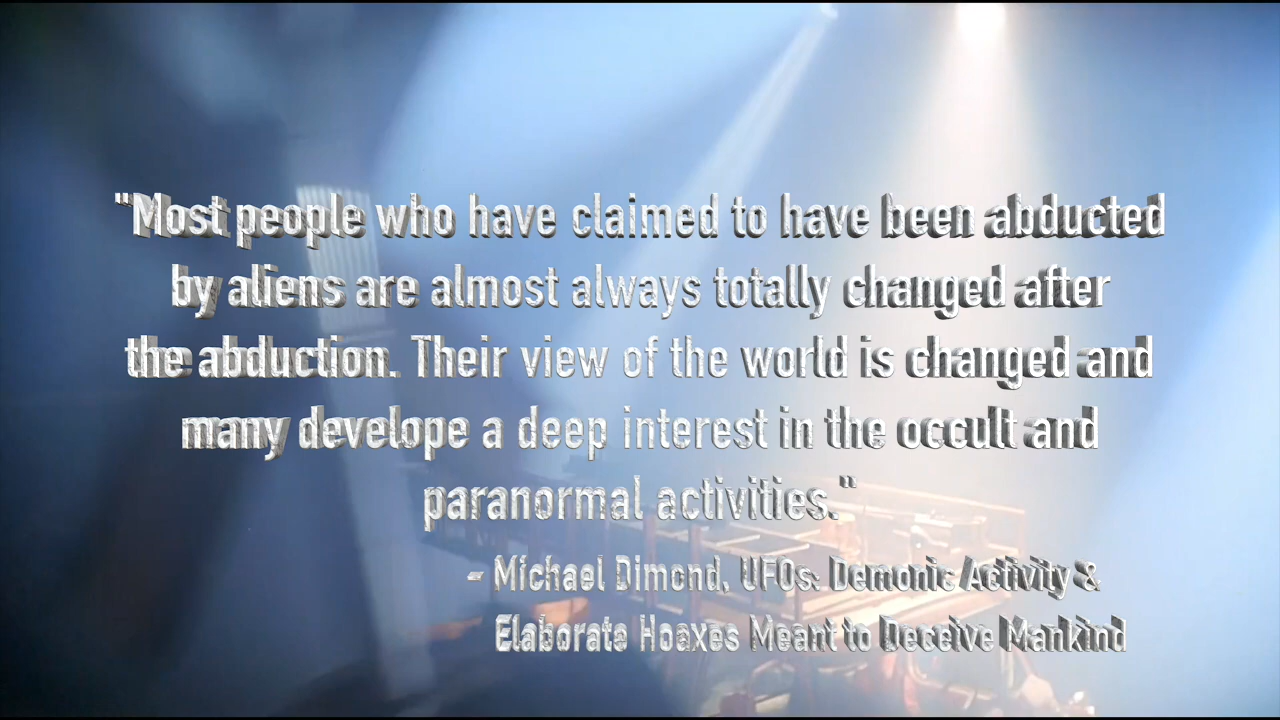 "Most people who have claimed to have been abducted
by aliens are almost always totally changed after
the abduction. Their view of the world is changed and
many develope a deep interest in the occult and
paranormal activities."
- Michael Dimond, UFOs: Demonic Activity &
Elaborate Hoaxes Meant to Deceive Mankind